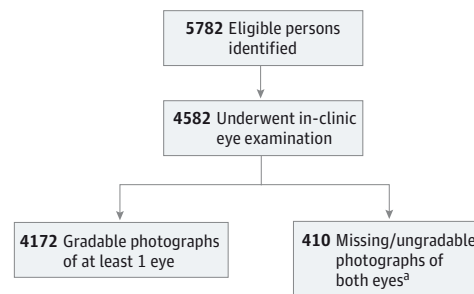 5782 Eligible persons
identified
4582 Underwent in-clinic
eye examination
4172 Gradable photographs
of at least 1 eye
410 Missing/ungradable
photographs of
both eyesa